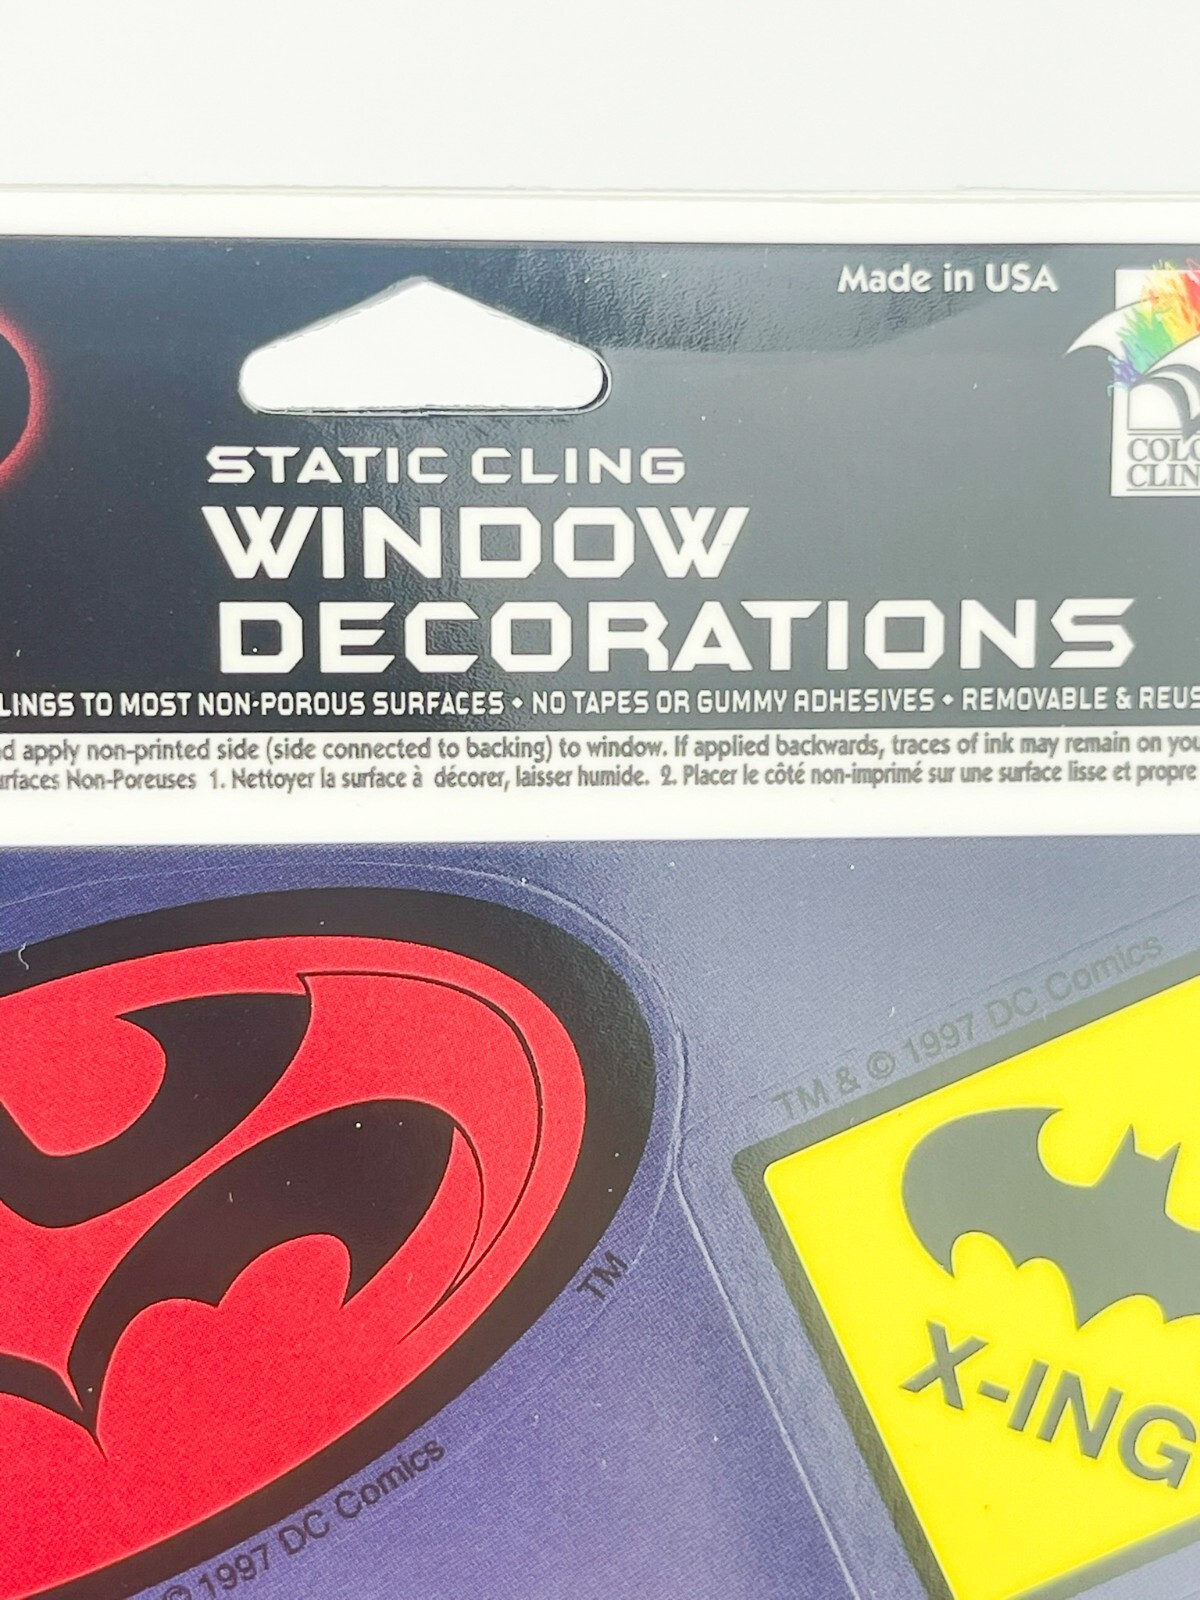 Made in USA
STATIC CLING
WINDOW
DECORATIONS
LINGS TO MOST NON-POROUS SURFACES • NO TAPES OR GUMMY ADHESIVES • REMOVABLE & REUS
d apply non-printed side (side connected to backing) to window. If applied backwards, traces of ink may remain on you
rfaces Non-Poreuses 1. Nettoyer la surface à décorer, laisser humide. 2. Placer le côté non-imprimé sur une surface lisse et propre
COLO
CLIN
TM & © 1997 DC Comics
X-ING
TM
© 1997 DC Comics